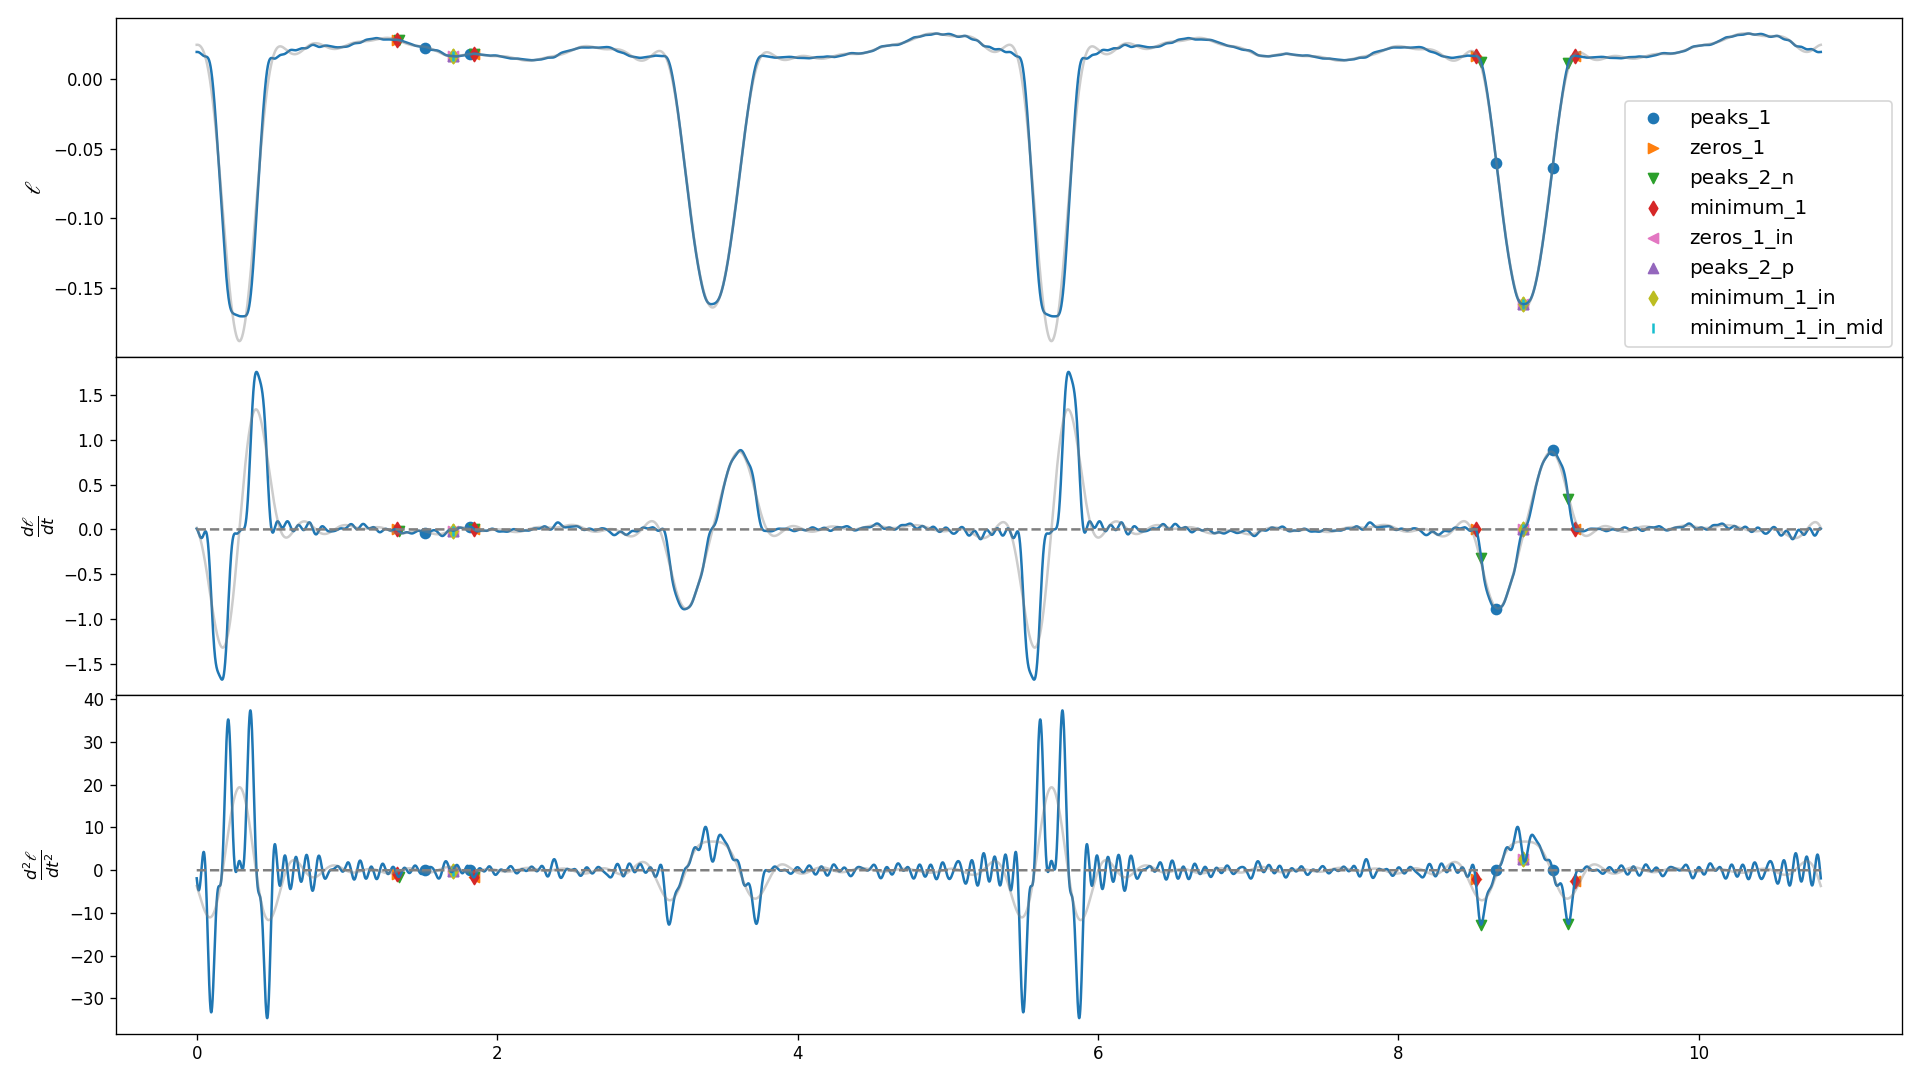 0.00
−0.05
−0.10
−0.15
ℓ
peaks_1
zeros_1
peaks_2_n
minimum_1
zeros_1_in
peaks_2_p
minimum_1_in
minimum_1_in_mid
1.5
1.0
0.5
0.0
−0.5
−1.0
−1.5
dℓ
dt
40
30
20
10
0
−10
−20
−30
d²ℓ
dt²
0 2 4 6 8 10